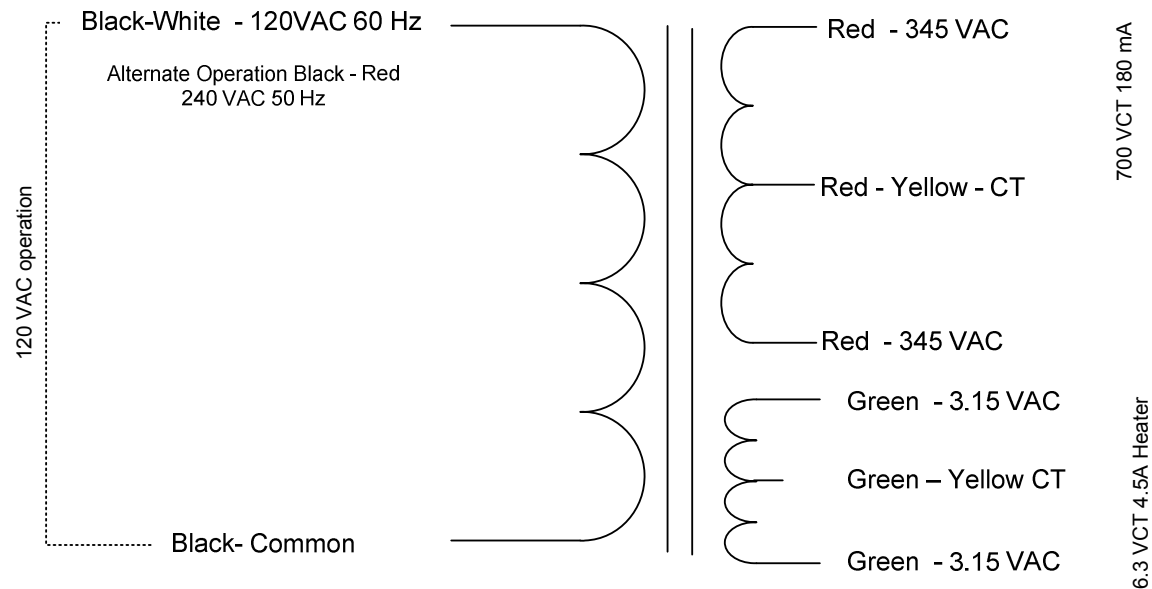 Black-White - 120VAC 60 Hz
Alternate Operation Black - Red
240 VAC 50 Hz
120 VAC operation
Black- Common
Red - 345 VAC
Red - Yellow - CT
Red - 345 VAC
700 VCT 180 mA
Green - 3.15 VAC
Green – Yellow CT
Green - 3.15 VAC
6.3 VCT 4.5A Heater